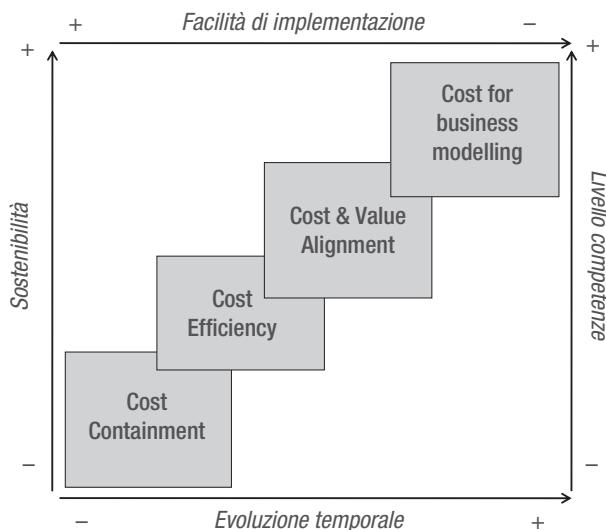 Facilità di implementazione
+ −
+ +
Cost for
business
modelling
Cost & Value
Alignment
Cost
Efficiency
Cost
Containment
Sostenibilità
Livello competenze
− −
− +
Evoluzione temporale